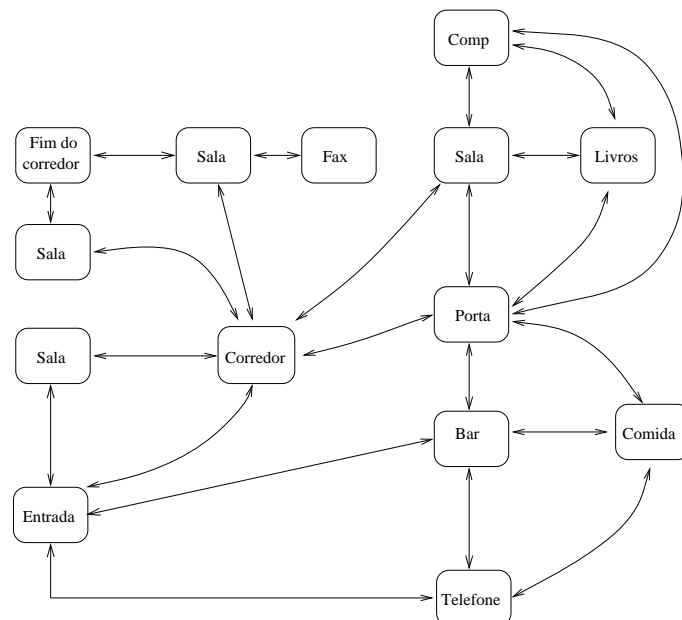 Comp
Fim do
corredor
Sala
Fax
Sala
Livros
Sala
Porta
Sala
Corredor
Bar
Comida
Entrada
Telefone